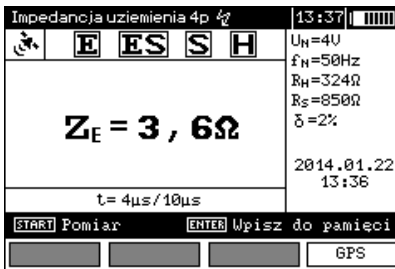 Impedancja uziemienia 4p
13:37
E ES S H
UN=4U
fN=50Hz
RH=324Ω
RS=850Ω
δ=2%
ZE = 3 , 6Ω
2014.01.22
13:36
t= 4μs/10μs
START Pomiar ENTER Wpisz do pamięci
GPS